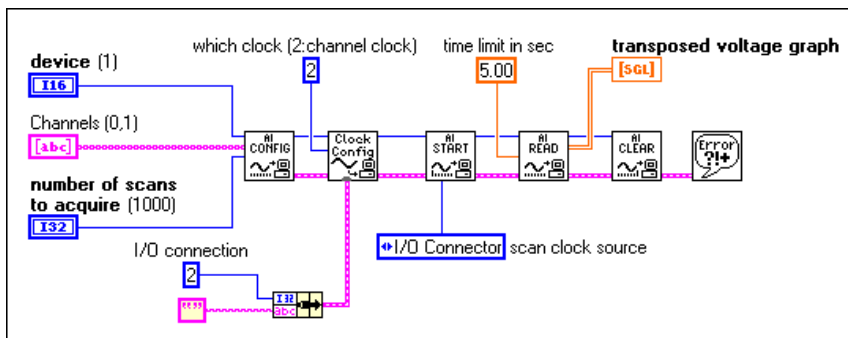 which clock (2:channel clock)
time limit in sec
transposed voltage graph
device (1)
2
5.00
[SGL]
I16
Channels (0,1)
[abc]
AI
CONFIG
Clock
Config
AI
START
AI
READ
AI
CLEAR
Error
?!+
number of scans
to acquire (1000)
I32
I/O Connector
scan clock source
I/O connection
2
I32
abc
""